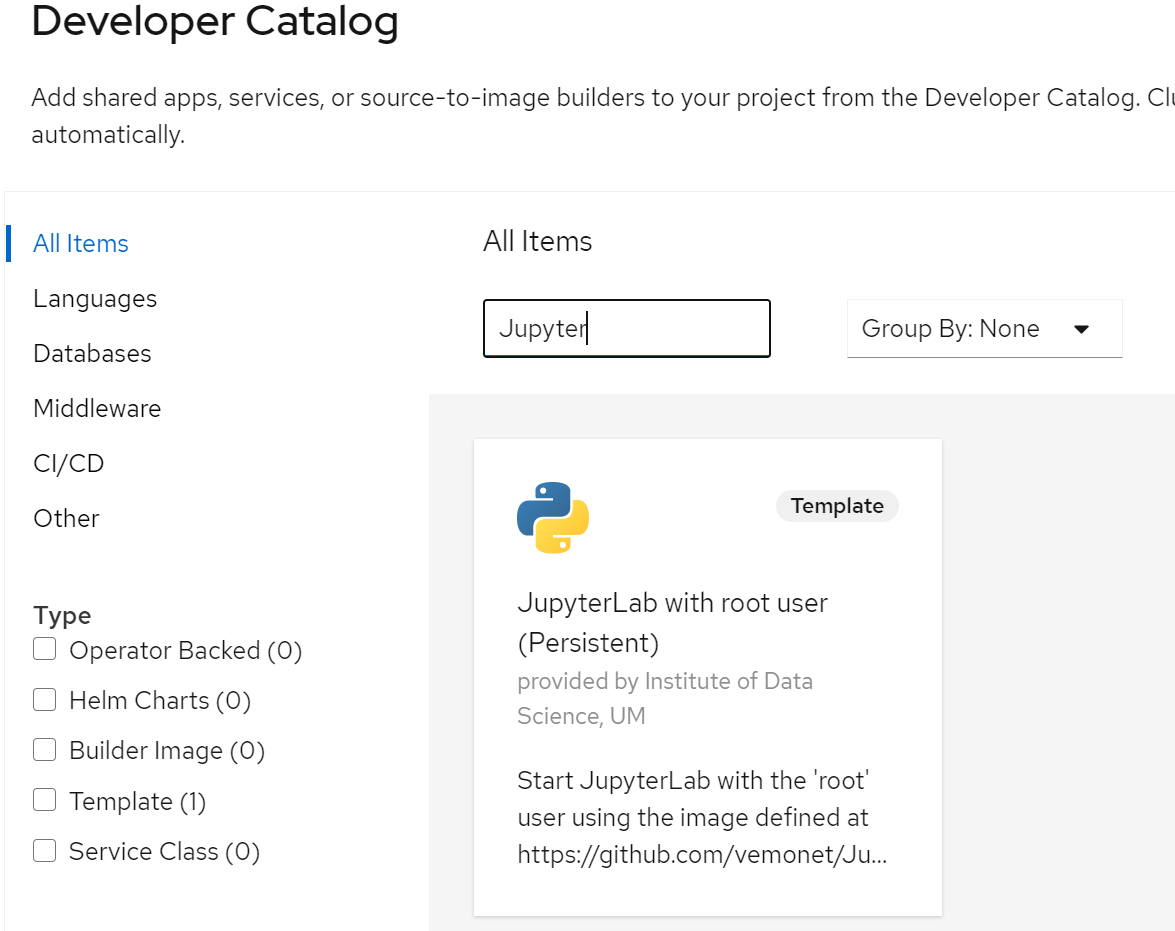 Developer Catalog
Add shared apps, services, or source-to-image builders to your project from the Developer Catalog.
automatically.
All Items
Languages
Databases
Middleware
CI/CD
Other
Type
Operator Backed (0)
Helm Charts (0)
Builder Image (0)
Template (1)
Service Class (0)
All Items
Jupyter
Group By: None
Template
JupyterLab with root user
(Persistent)
provided by Institute of Data
Science, UM
Start JupyterLab with the 'root'
user using the image defined at
https://github.com/vemonet/Ju...